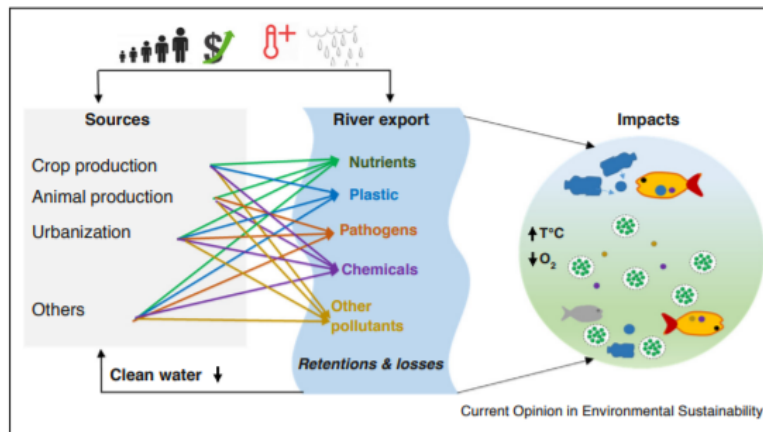 Sources
River export
Impacts
Crop production
Animal production
Urbanization
Others
Nutrients
Plastic
Pathogens
Chemicals
Other
pollutants
Retentions & losses
T°C
O₂
Clean water
Current Opinion in Environmental Sustainability